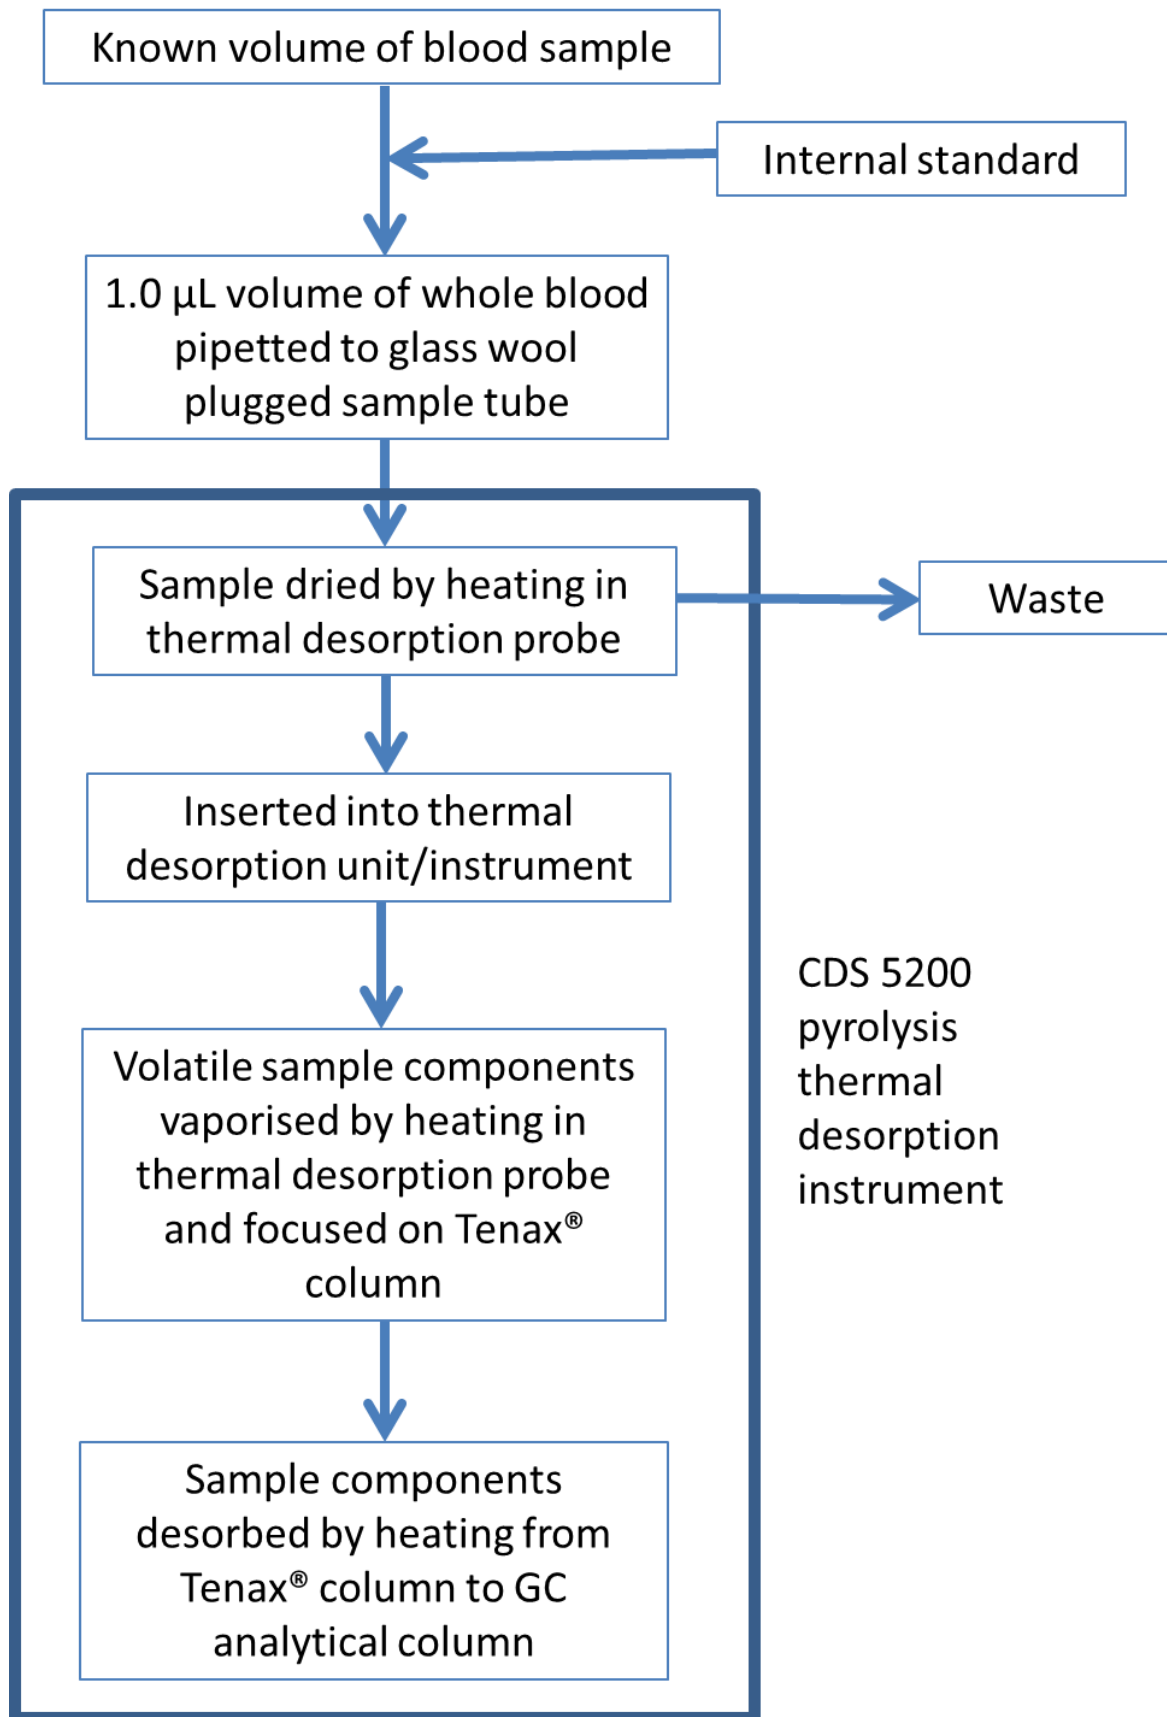 Known volume of blood sample
Internal standard
1.0 µL volume of whole blood
pipetted to glass wool
plugged sample tube
Sample dried by heating in
thermal desorption probe
Waste
Inserted into thermal
desorption unit/instrument
CDS 5200
pyrolysis
thermal
desorption
instrument
Volatile sample components
vaporised by heating in
thermal desorption probe
and focused on Tenax®
column
Sample components
desorbed by heating from
Tenax® column to GC
analytical column